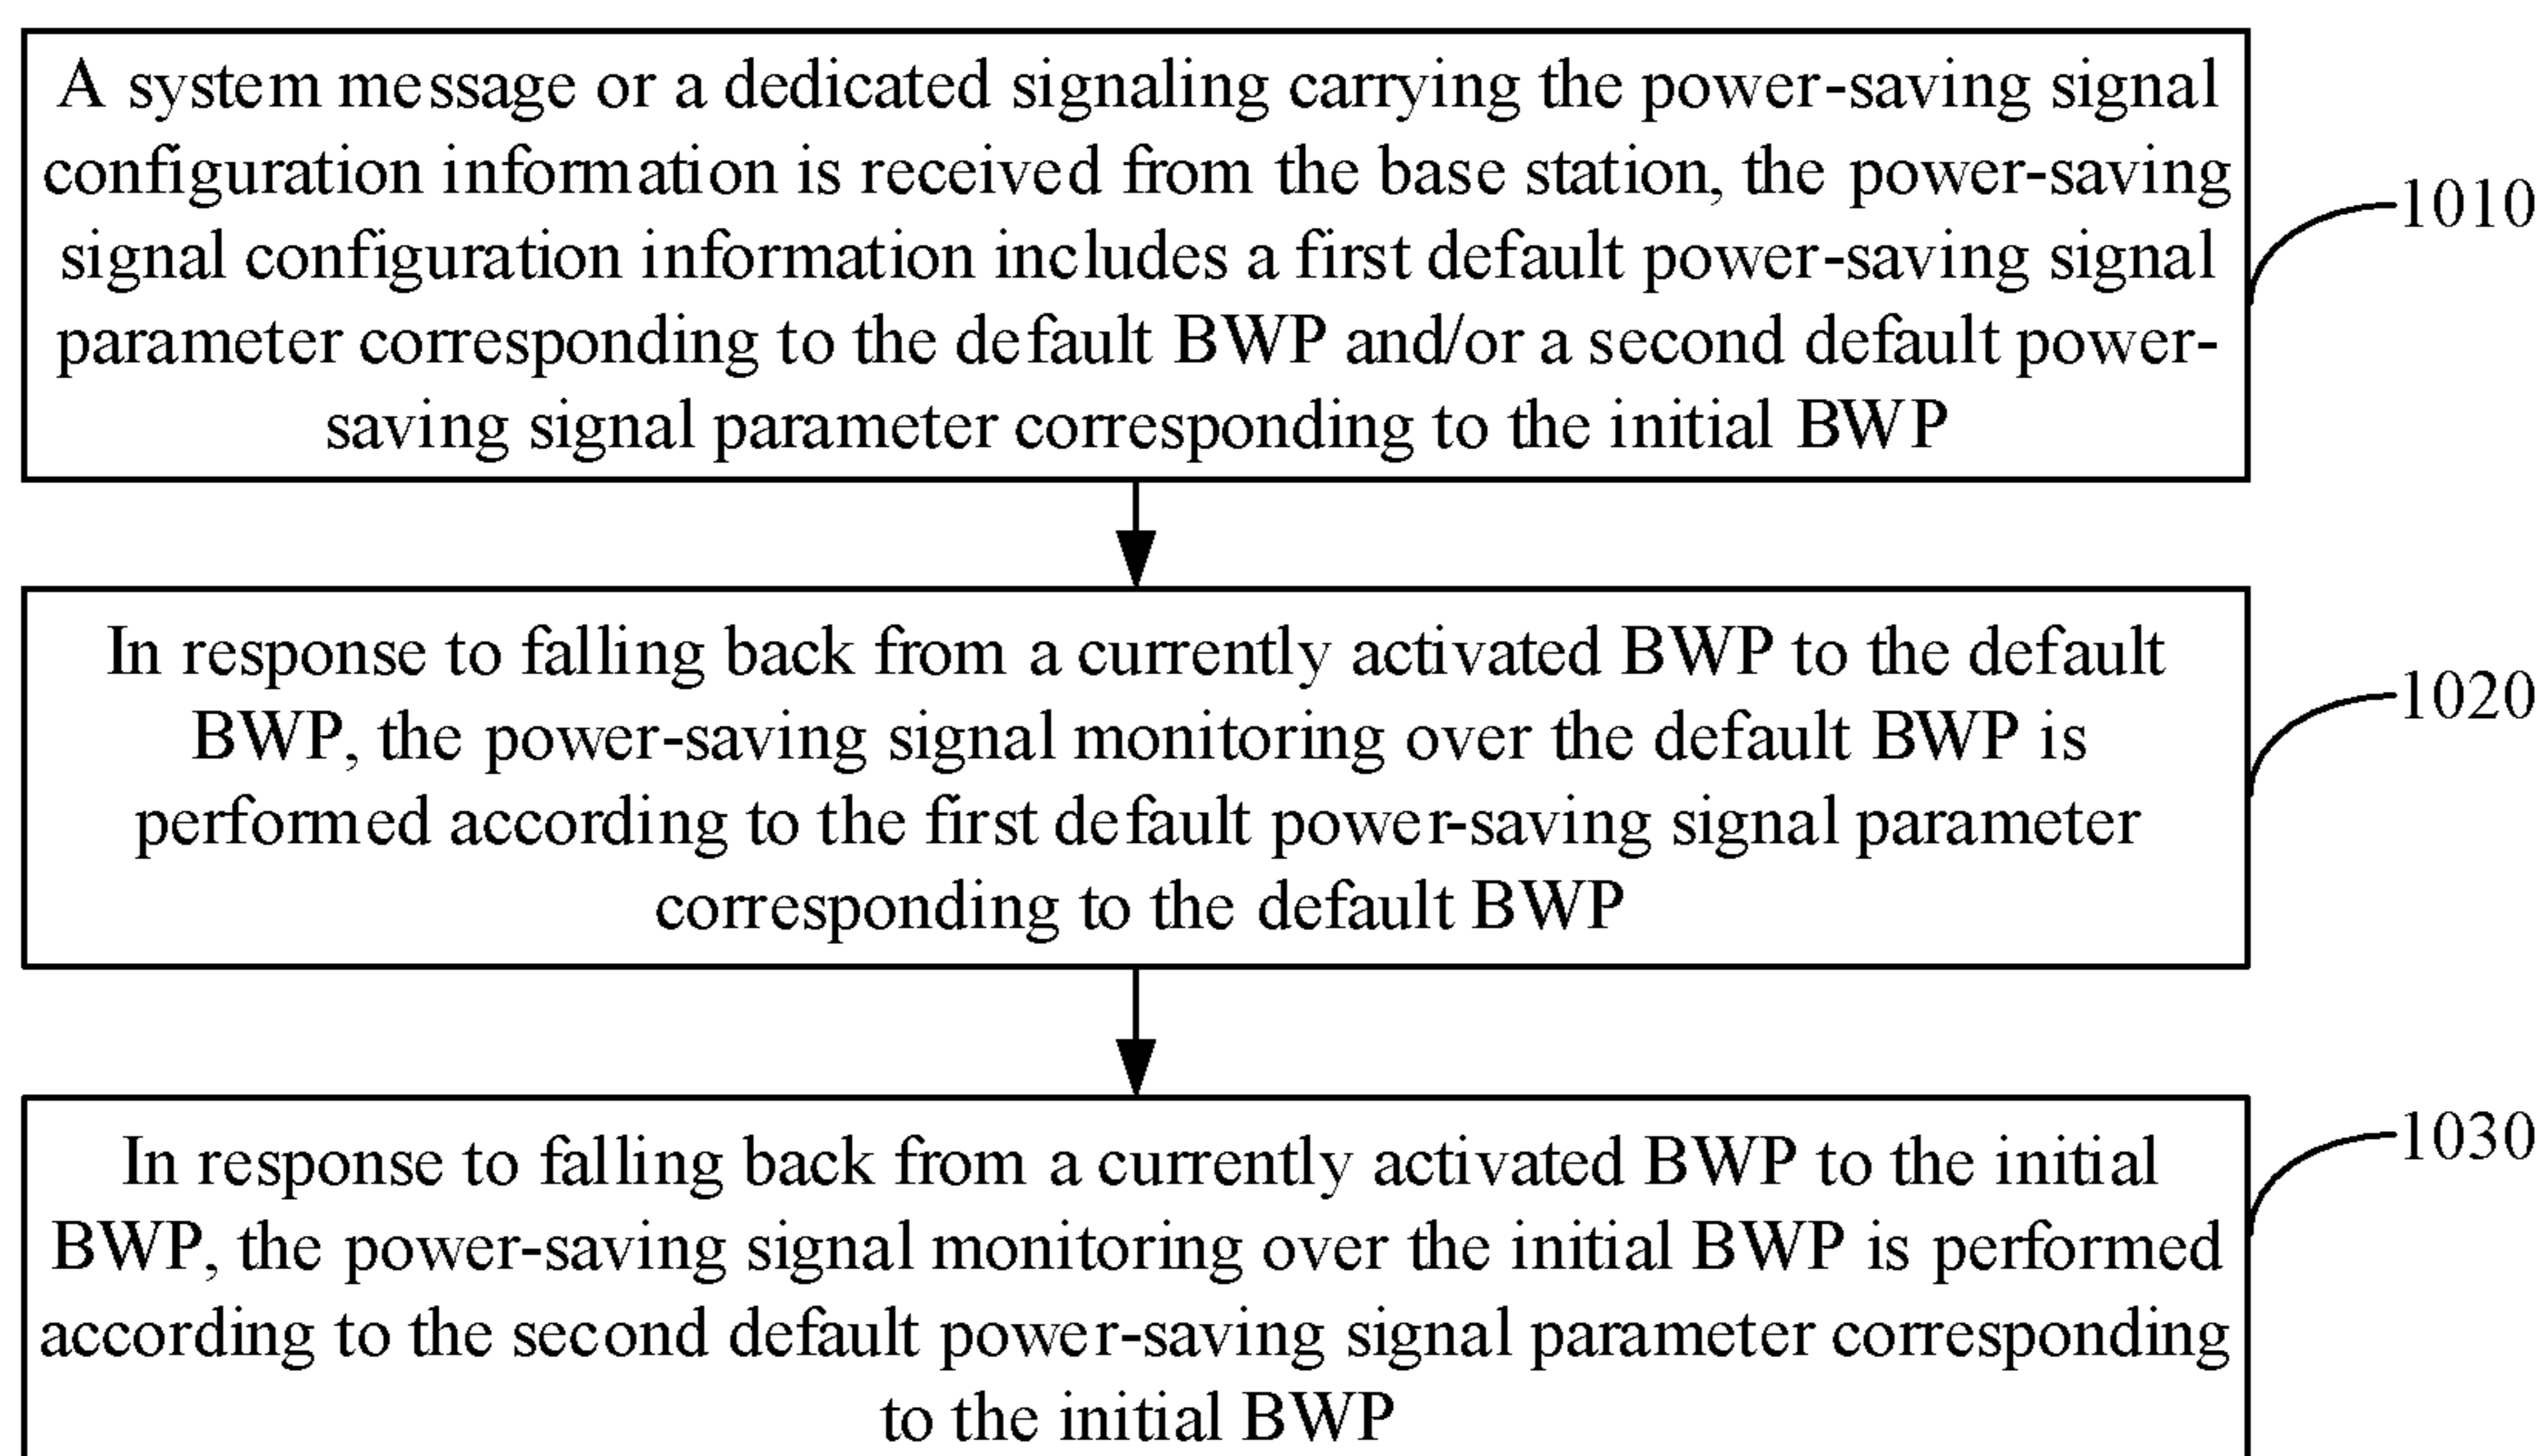 A system message or a dedicated signaling carrying the power-saving signal
configuration information is received from the base station, the power-saving
signal configuration information includes a first default power-saving signal
parameter corresponding to the default BWP and/or a second default power-
saving signal parameter corresponding to the initial BWP
1010
In response to falling back from a currently activated BWP to the default
BWP, the power-saving signal monitoring over the default BWP is
performed according to the first default power-saving signal parameter
corresponding to the default BWP
1020
In response to falling back from a currently activated BWP to the initial
BWP, the power-saving signal monitoring over the initial BWP is performed
according to the second default power-saving signal parameter corresponding
to the initial BWP
1030